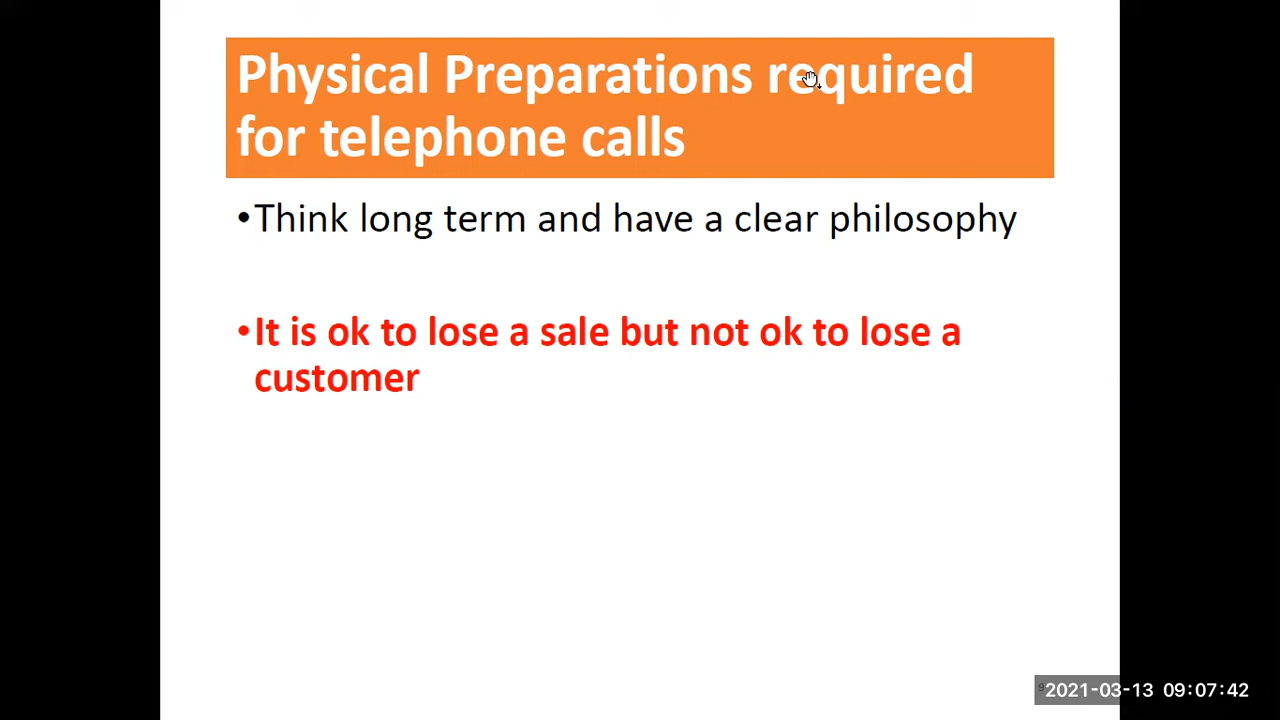 Physical Preparations required
for telephone calls
•Think long term and have a clear philosophy
•It is ok to lose a sale but not ok to lose a
customer
2021-03-13 09:07:42